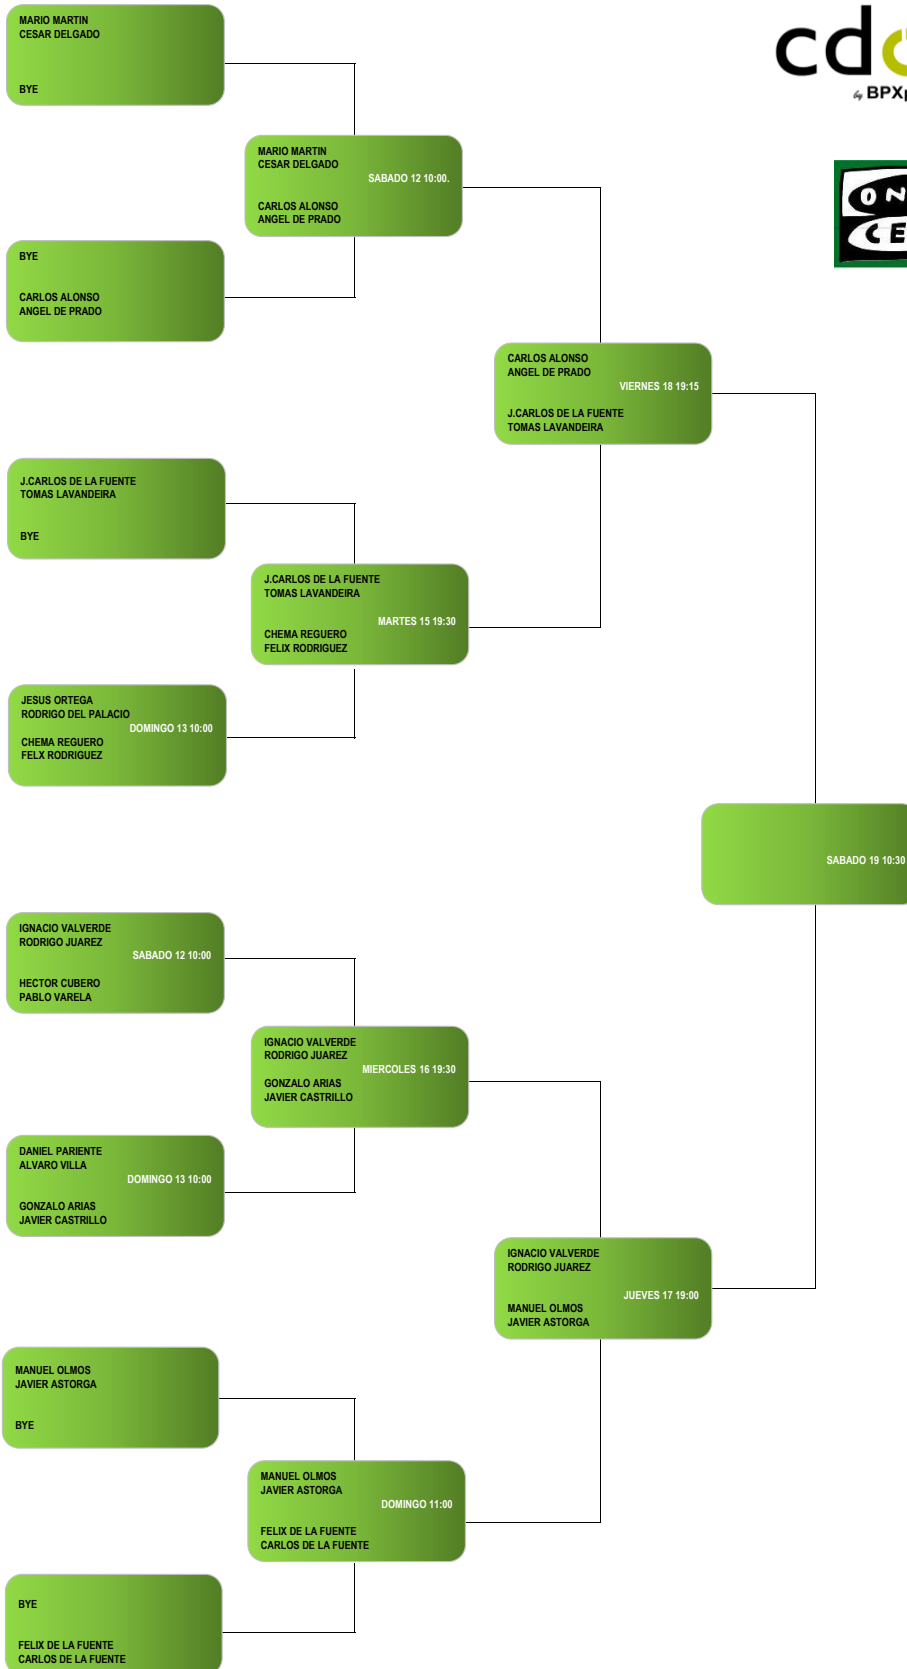 MARIO MARTIN
CESAR DELGADO
BYE
by BPXp
MARIO MARTIN
CESAR DELGADO
SABADO 12 10:00.
CARLOS ALONSO
ANGEL DE PRADO
BYE
CARLOS ALONSO
ANGEL DE PRADO
CARLOS ALONSO
ANGEL DE PRADO
VIERNES 18 19:15
J.CARLOS DE LA FUENTE
TOMAS LAVANDEIRA
J.CARLOS DE LA FUENTE
TOMAS LAVANDEIRA
BYE
J.CARLOS DE LA FUENTE
TOMAS LAVANDEIRA
MARTES 15 19:30
CHEMA REGUERO
FELIX RODRIGUEZ
JESUS ORTEGA
RODRIGO DEL PALACIO
DOMINGO 13 10:00
CHEMA REGUERO
FELX RODRIGUEZ
SABADO 19 10:30
IGNACIO VALVERDE
RODRIGO JUAREZ
SABADO 12 10:00
HECTOR CUBERO
PABLO VARELA
IGNACIO VALVERDE
RODRIGO JUAREZ
MIERCOLES 16 19:30
GONZALO ARIAS
JAVIER CASTRILLO
DANIEL PARIENTE
ALVARO VILLA
DOMINGO 13 10:00
GONZALO ARIAS
JAVIER CASTRILLO
IGNACIO VALVERDE
RODRIGO JUAREZ
JUEVES 17 19:00
MANUEL OLMOS
JAVIER ASTORGA
MANUEL OLMOS
JAVIER ASTORGA
BYE
MANUEL OLMOS
JAVIER ASTORGA
DOMINGO 11:00
FELIX DE LA FUENTE
CARLOS DE LA FUENTE
BYE
FELIX DE LA FUENTE
CARLOS DE LA FUENTE